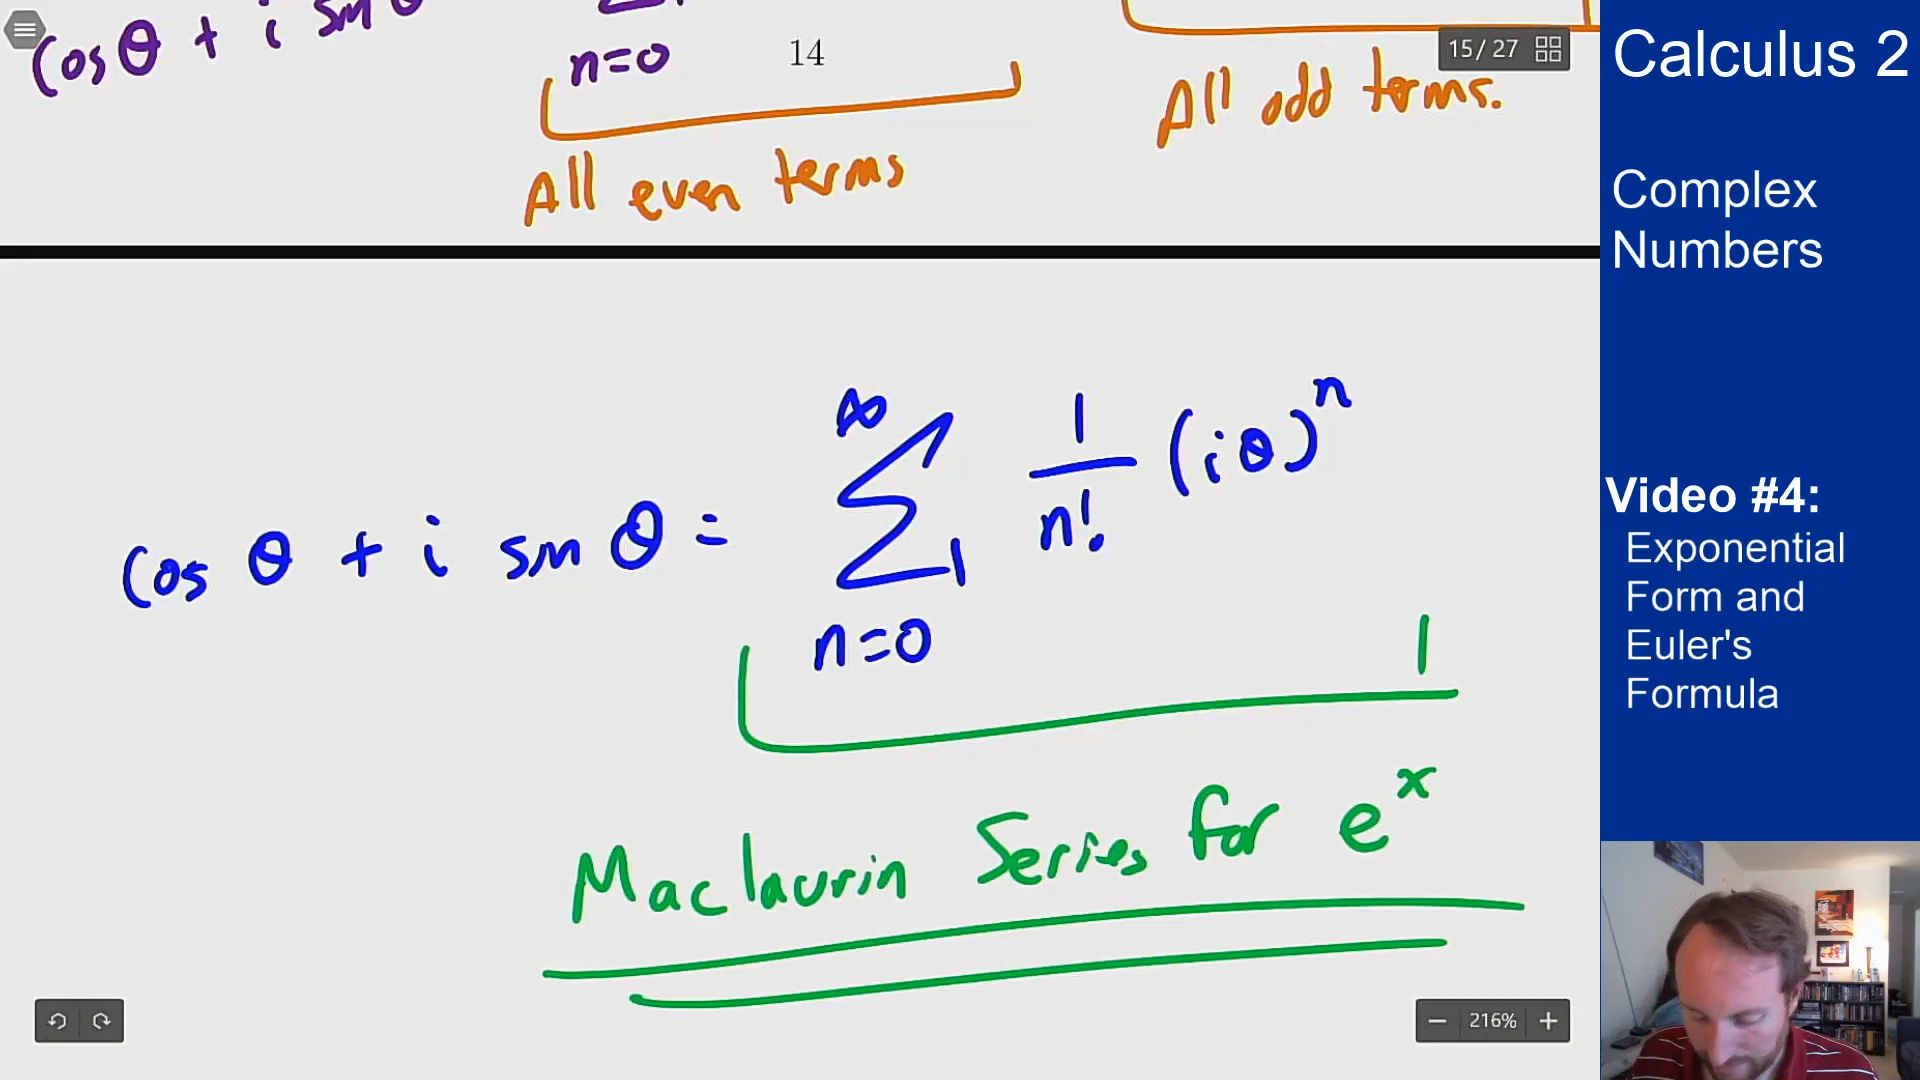 cos θ + i sin θ
n=0
14
15 / 27
All even terms
All odd terms.
cos θ + i sin θ = ∞ Σ n=0 1/n! (iθ)^n
Maclaurin Series for e^x
216%
Calculus 2
Complex
Numbers
Video #4:
Exponential
Form and
Euler's
Formula